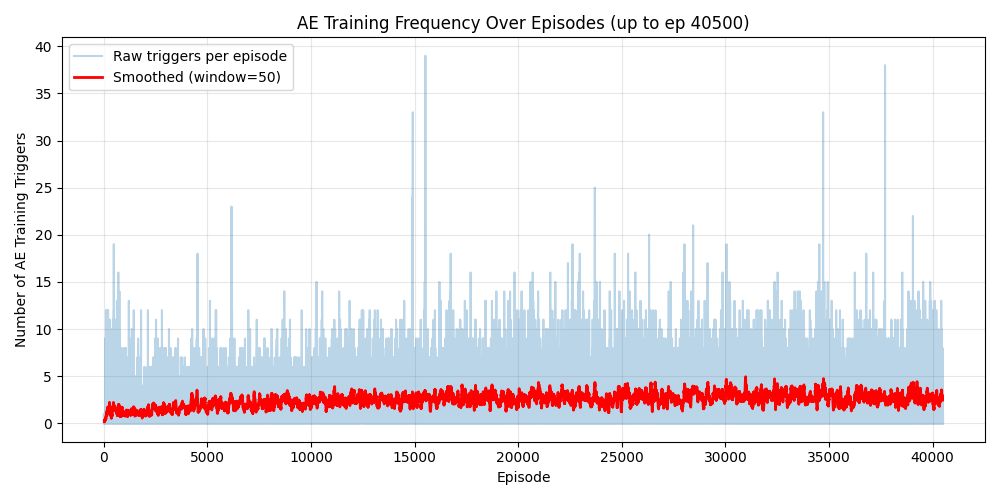 AE Training Frequency Over Episodes (up to ep 40500)
Raw triggers per episode
Smoothed (window=50)
Number of AE Training Triggers
40
35
30
25
20
15
10
5
0
0 5000 10000 15000 20000 25000 30000 35000 40000
Episode